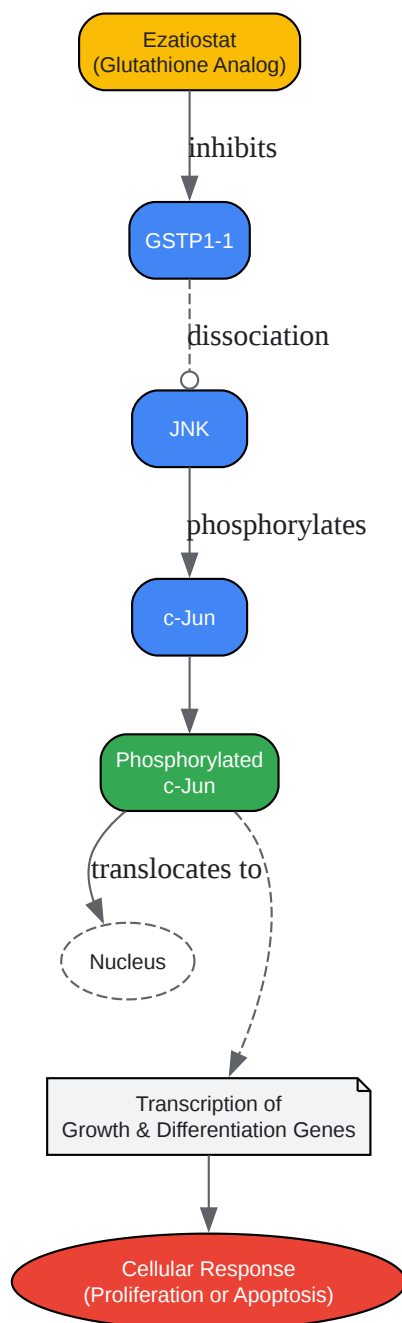 Ezatiostat
(Glutathione Analog)
inhibits
GSTP1-1
dissociation
JNK
phosphorylates
c-Jun
Phosphorylated
c-Jun
translocates to
Nucleus
Transcription of
Growth & Differentiation Genes
Cellular Response
(Proliferation or Apoptosis)